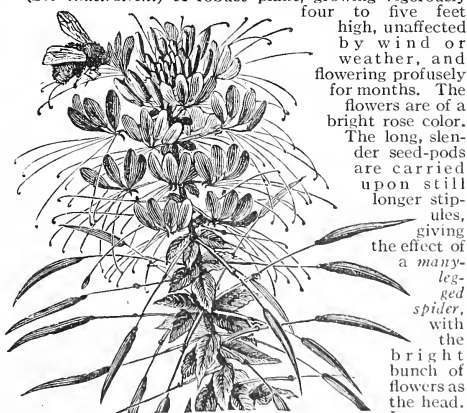 four to five feet
high, unaffected
by wind or
weather, and
flowering profusely
for months. The
flowers are of a
bright rose color.
The long, slen-
der seed-pods
are carried
upon still
longer stip-
ules,
giving
the effect of
a many-
leg-
ged
spider,
with
the
bright
bunch of
flowers as
the head.